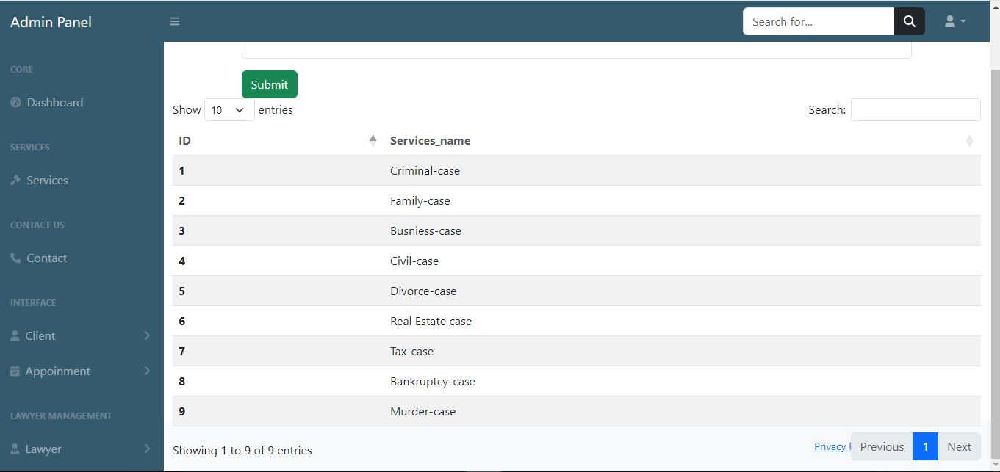 Admin Panel
Search for...
CORE
Dashboard
SERVICES
Services
CONTACT US
Contact
INTERFACE
Client
Appoinment
LAWYER MANAGEMENT
Lawyer
Submit
Show 10 entries
Search:
ID Services_name
1 Criminal-case
2 Family-case
3 Busniess-case
4 Civil-case
5 Divorce-case
6 Real Estate case
7 Tax-case
8 Bankruptcy-case
9 Murder-case
Showing 1 to 9 of 9 entries
Privacy
Previous 1 Next